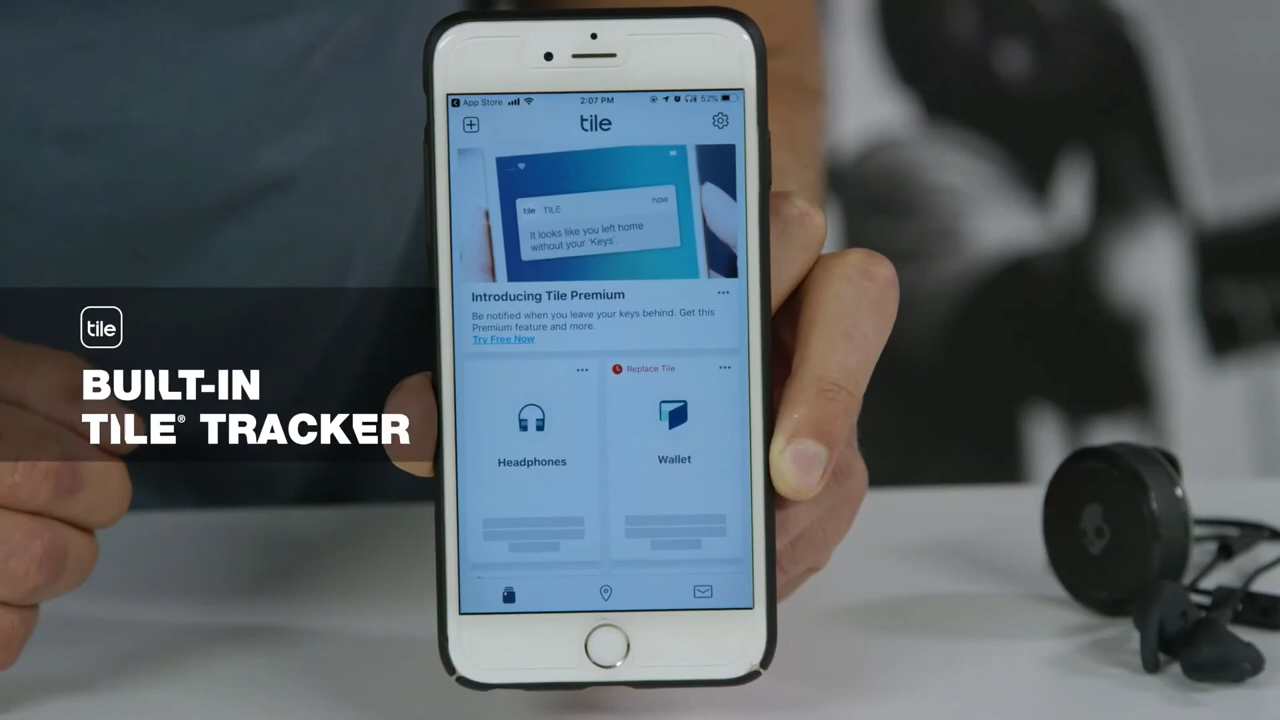 App Store
2:07 PM
52%
tile
tile TILE
now
It looks like you left home
without your 'Keys'.
Introducing Tile Premium
Be notified when you leave your keys behind. Get this
Premium feature and more.
Try Free Now
Replace Tile
Headphones
Wallet
tile
BUILT-IN
TILE® TRACKER